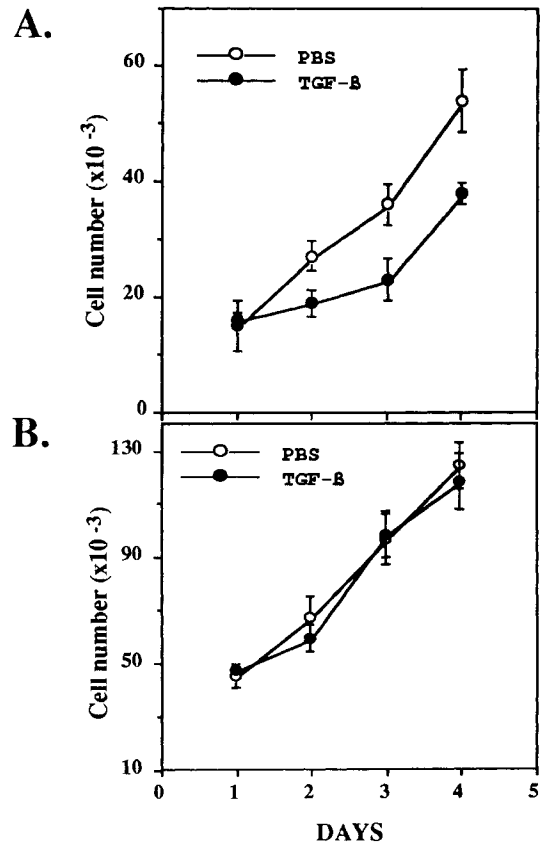 A.
60
40
20
0
Cell number (x10 -3)
PBS
TGF-ß
B.
130
90
50
10
Cell number (x10 -3)
PBS
TGF-ß
0 1 2 3 4 5
DAYS